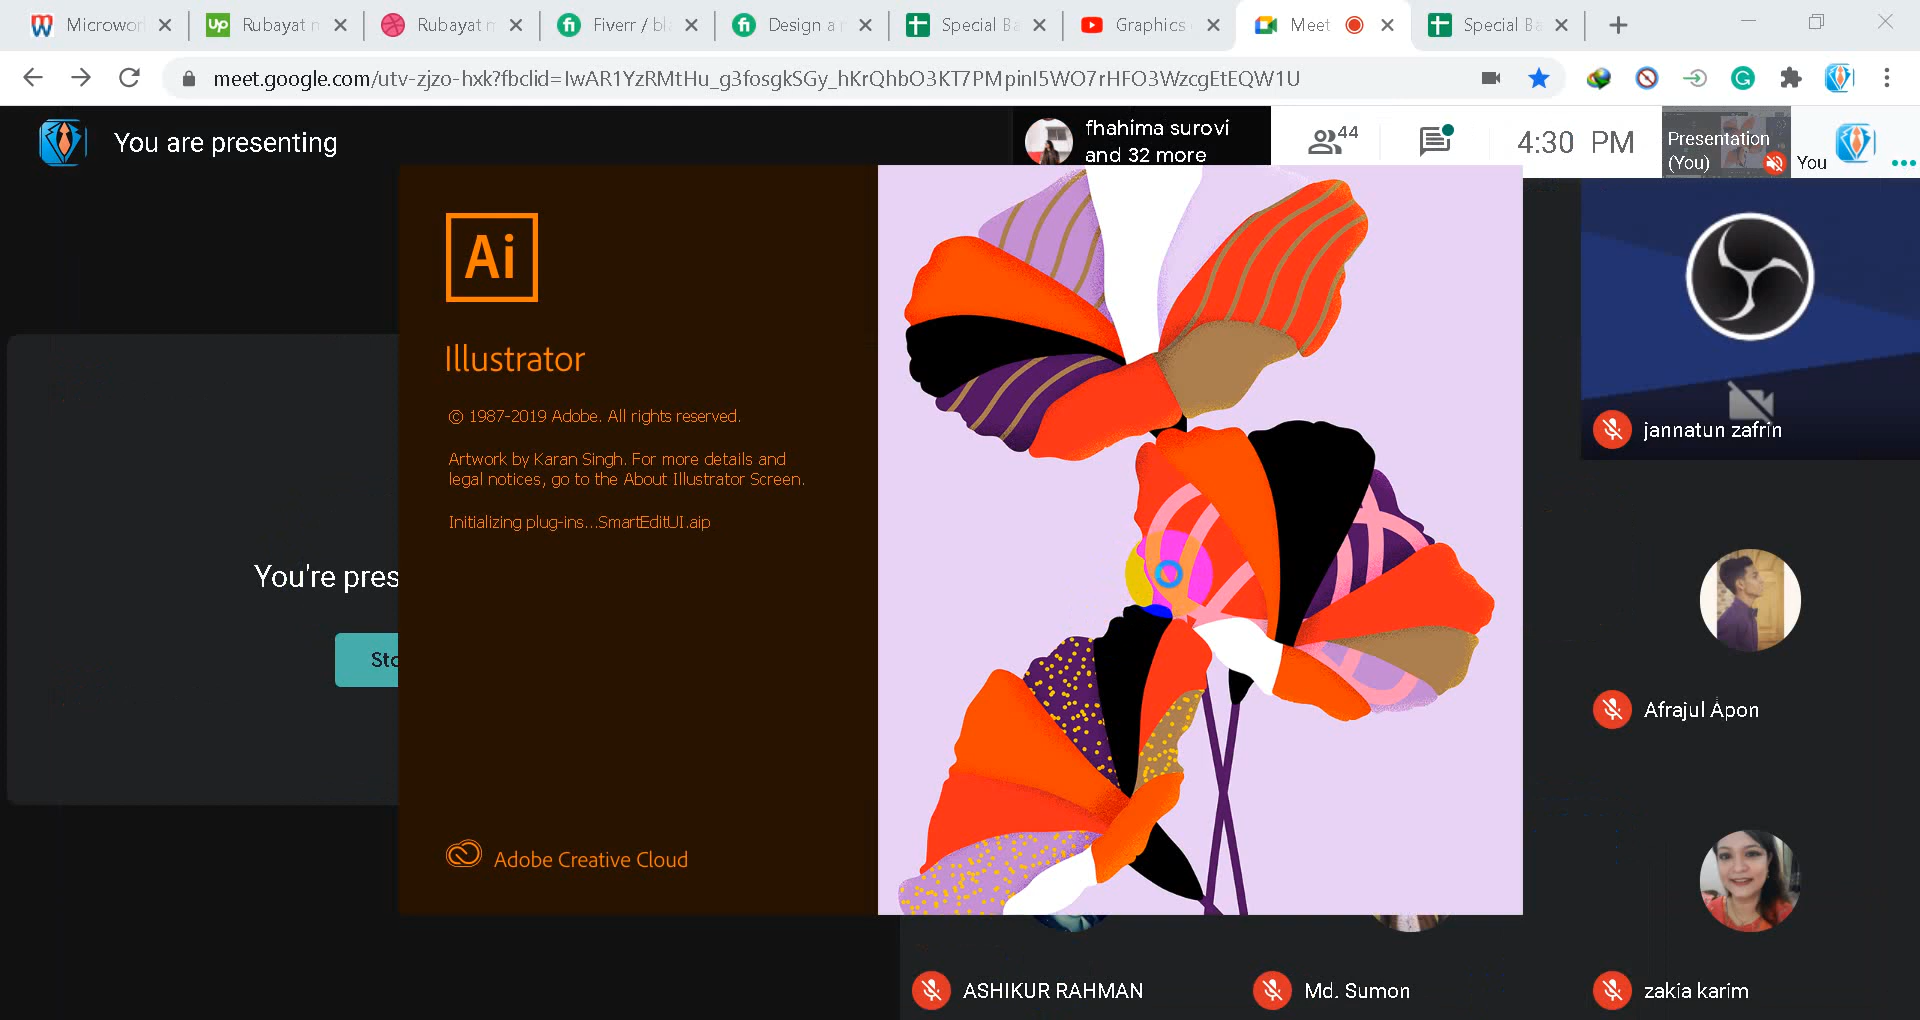 Microwor
Rubayat
Rubayat
Fiverr / bl
Design a
Special Ba
Graphics
Meet
Special Ba
meet.google.com/utv-zjzo-hxk?fbclid=IwAR1YzRMtHu_g3fosgkSGy_hKrQhbO3KT7PMpinI5WO7rHFO3WzcgEtEQW1U
You are presenting
fhahima surovi
and 32 more
44
4:30 PM
Presentation
(You)
You
Ai
Illustrator
© 1987-2019 Adobe. All rights reserved.
Artwork by Karan Singh. For more details and
legal notices, go to the About Illustrator Screen.
Initializing plug-ins...SmartEditUI.aip
Adobe Creative Cloud
You're pres
Sto
jannatun zafrin
Afrajul Apon
ASHIKUR RAHMAN
Md. Sumon
zakia karim